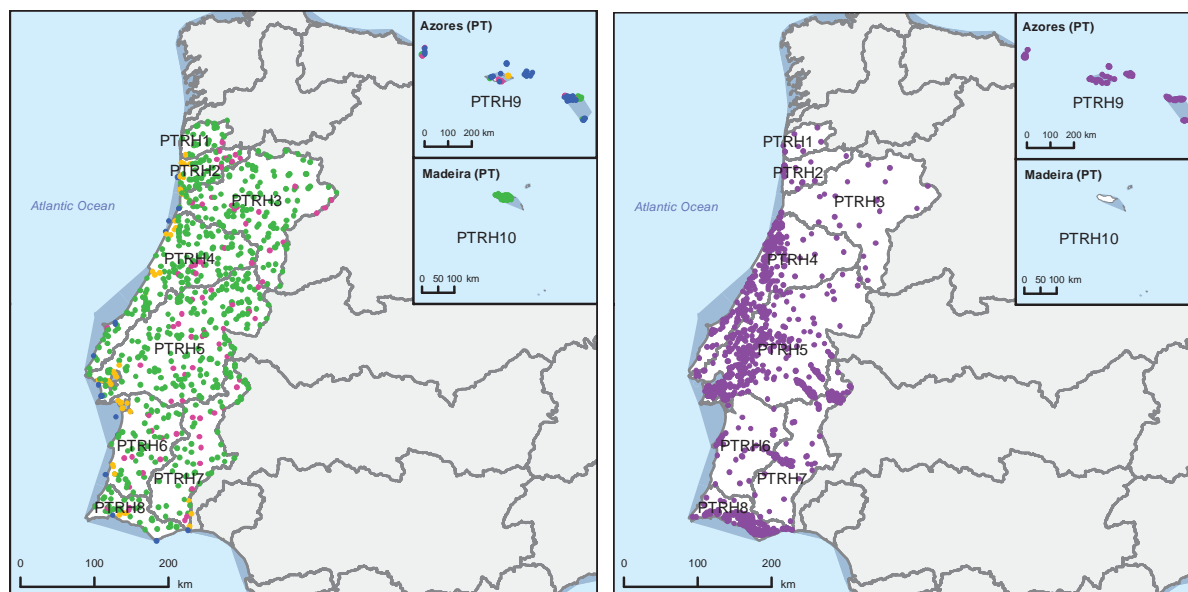 Azores (PT)
PTRH9
0 100 200 km
Madeira (PT)
PTRH10
0 50 100 km
PTRH1
PTRH2
PTRH3
Atlantic Ocean
PTRH4
PTRH5
PTRH6
PTRH7
PTRH8
0 100 200
km
Azores (PT)
PTRH9
0 100 200 km
Madeira (PT)
PTRH10
0 50 100 km
PTRH1
PTRH2
PTRH3
Atlantic Ocean
PTRH4
PTRH5
PTRH6
PTRH7
PTRH8
0 100 200
km